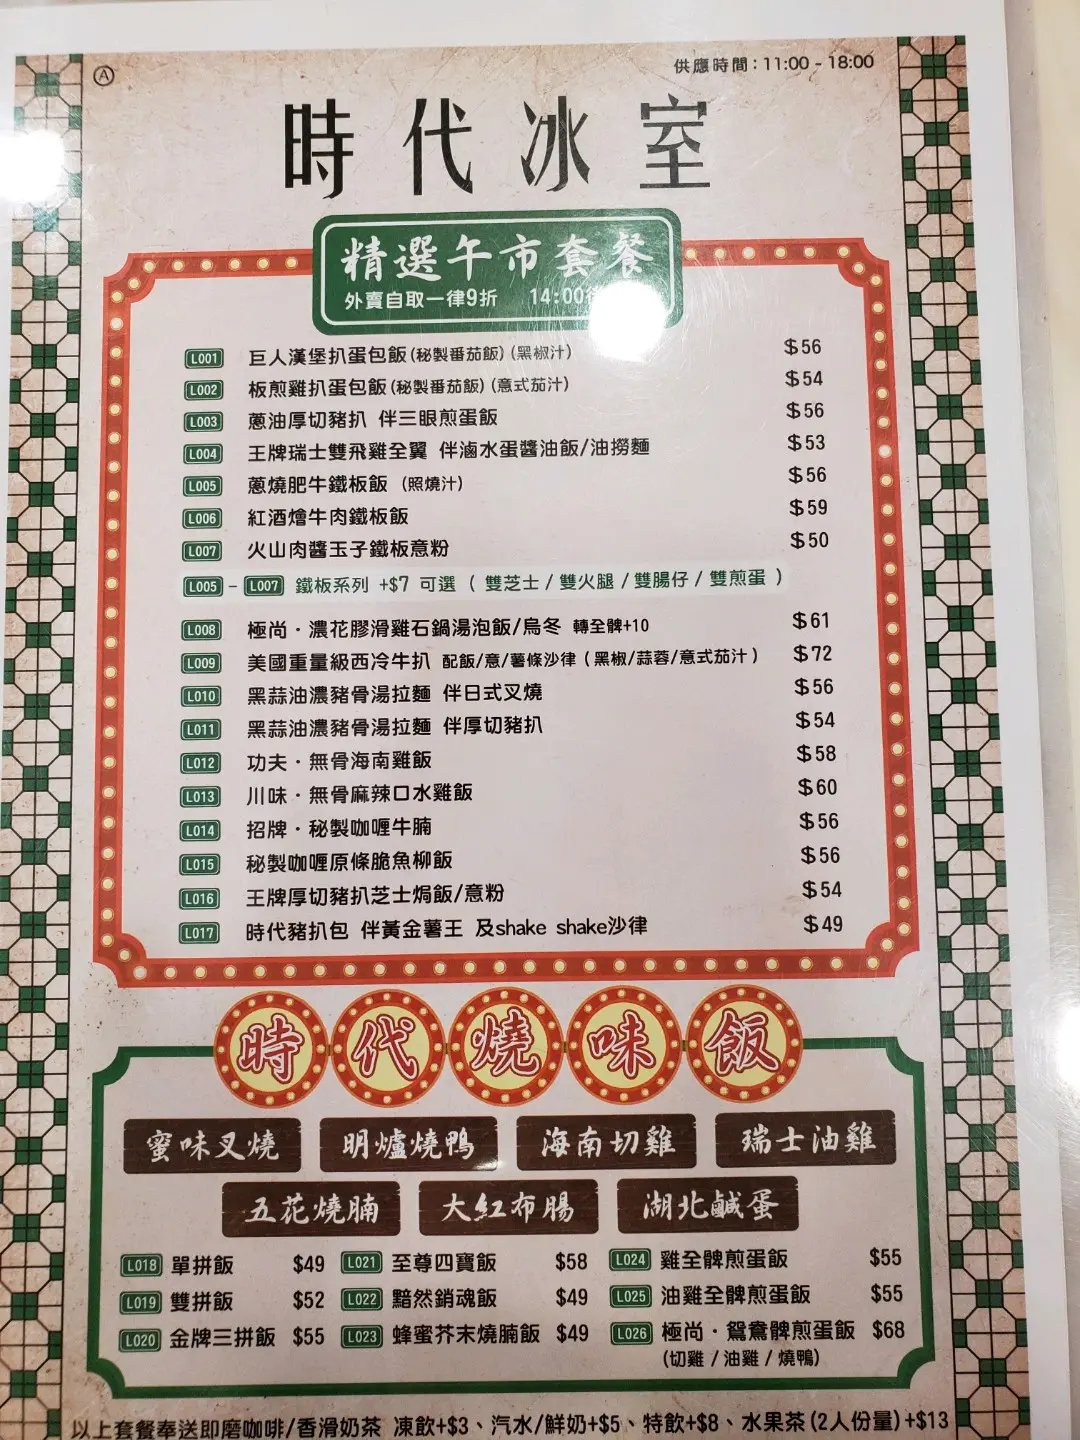 Ⓐ
供應時間：11:00 - 18:00
時代冰室
精選午市套餐
外賣自取一律9折 14:00
L001 巨人漢堡扒蛋包飯(秘製番茄飯)(黑椒汁) $56
L002 板煎雞扒蛋包飯(秘製番茄飯)(意式茄汁) $54
L003 蔥油厚切豬扒 伴三眼煎蛋飯 $56
L004 王牌瑞士雙飛雞全翼 伴滷水蛋醬油飯/油撈麵 $53
L005 蔥燒肥牛鐵板飯 (照燒汁) $56
L006 紅酒燴牛肉鐵板飯 $59
L007 火山肉醬玉子鐵板意粉 $50
L005 - L007 鐵板系列 +$7 可選 ( 雙芝士 / 雙火腿 / 雙腸仔 / 雙煎蛋 )
L008 極尚・濃花膠滑雞石鍋湯泡飯/烏冬 轉全髀+10 $61
L009 美國重量級西冷牛扒 配飯/意/薯條沙律 ( 黑椒/蒜蓉/意式茄汁 ) $72
L010 黑蒜油濃豬骨湯拉麵 伴日式叉燒 $56
L011 黑蒜油濃豬骨湯拉麵 伴厚切豬扒 $54
L012 功夫・無骨海南雞飯 $58
L013 川味・無骨麻辣口水雞飯 $60
L014 招牌・秘製咖喱牛腩 $56
L015 秘製咖喱原條脆魚柳飯 $56
L016 王牌厚切豬扒芝士焗飯/意粉 $54
L017 時代豬扒包 伴黃金薯王 及shake shake沙律 $49
時代燒味飯
蜜味叉燒 明爐燒鴨 海南切雞 瑞士油雞
五花燒腩 大紅布腸 湖北鹹蛋
L018 單拼飯 $49 L021 至尊四寶飯 $58 L024 雞全髀煎蛋飯 $55
L019 雙拼飯 $52 L022 黯然銷魂飯 $49 L025 油雞全髀煎蛋飯 $55
L020 金牌三拼飯 $55 L023 蜂蜜芥末燒腩飯 $49 L026 極尚・鴛鴦髀煎蛋飯 $68
(切雞 / 油雞 / 燒鴨)
以上套餐奉送即磨咖啡/香滑奶茶 凍飲+$3、汽水/鮮奶+$5、特飲+$8、水果茶(2人份量)+$13